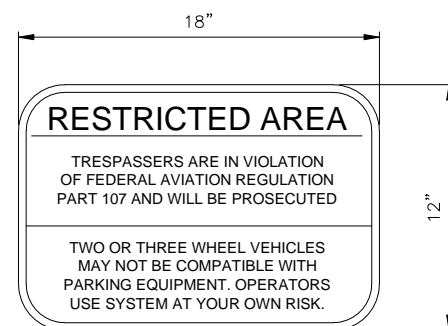 18”
RESTRICTED AREA
TRESPASSERS ARE IN VIOLATION
OF FEDERAL AVIATION REGULATION
PART 107 AND WILL BE PROSECUTED
12”
TWO OR THREE WHEEL VEHICLES
MAY NOT BE COMPATIBLE WITH
PARKING EQUIPMENT. OPERATORS
USE SYSTEM AT YOUR OWN RISK.